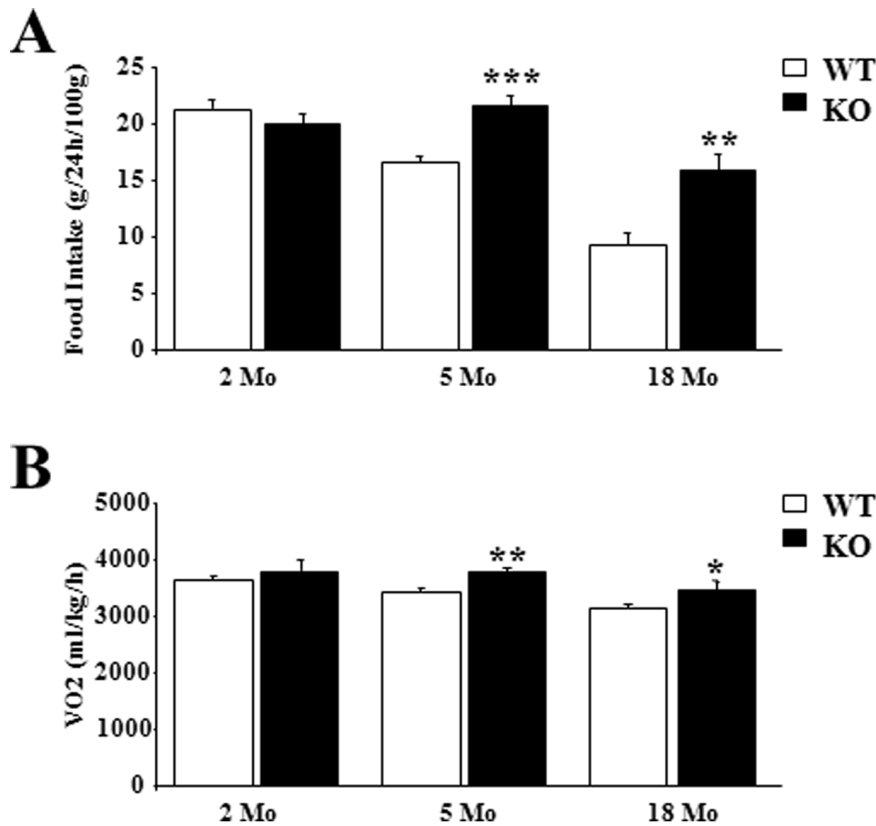 A
Food Intake (g/24h/100g)
25
20
15
10
5
0
***
**
WT
KO
2 Mo
5 Mo
18 Mo
B
VO2 (ml/kg/h)
5000
4000
3000
2000
1000
0
**
*
WT
KO
2 Mo
5 Mo
18 Mo